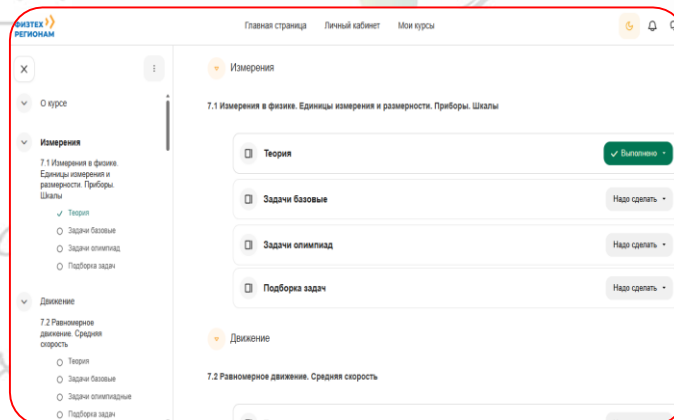 ФИЗТЕХ
РЕГИОНАМ
Главная страница Личный кабинет Мои курсы
О курсе
Измерения
7.1 Измерения в физике.
Единицы измерения и
размерности. Приборы.
Шкалы
Теория
Задачи базовые
Задачи олимпиад
Подборка задач
Движение
7.2 Равномерное
движение. Средняя
скорость
Теория
Задачи базовые
Задачи олимпиадные
Подборка задач
Измерения
7.1 Измерения в физике. Единицы измерения и размерности. Приборы. Шкалы
Теория
Выполнено
Задачи базовые
Надо сделать
Задачи олимпиад
Надо сделать
Подборка задач
Надо сделать
Движение
7.2 Равномерное движение. Средняя скорость